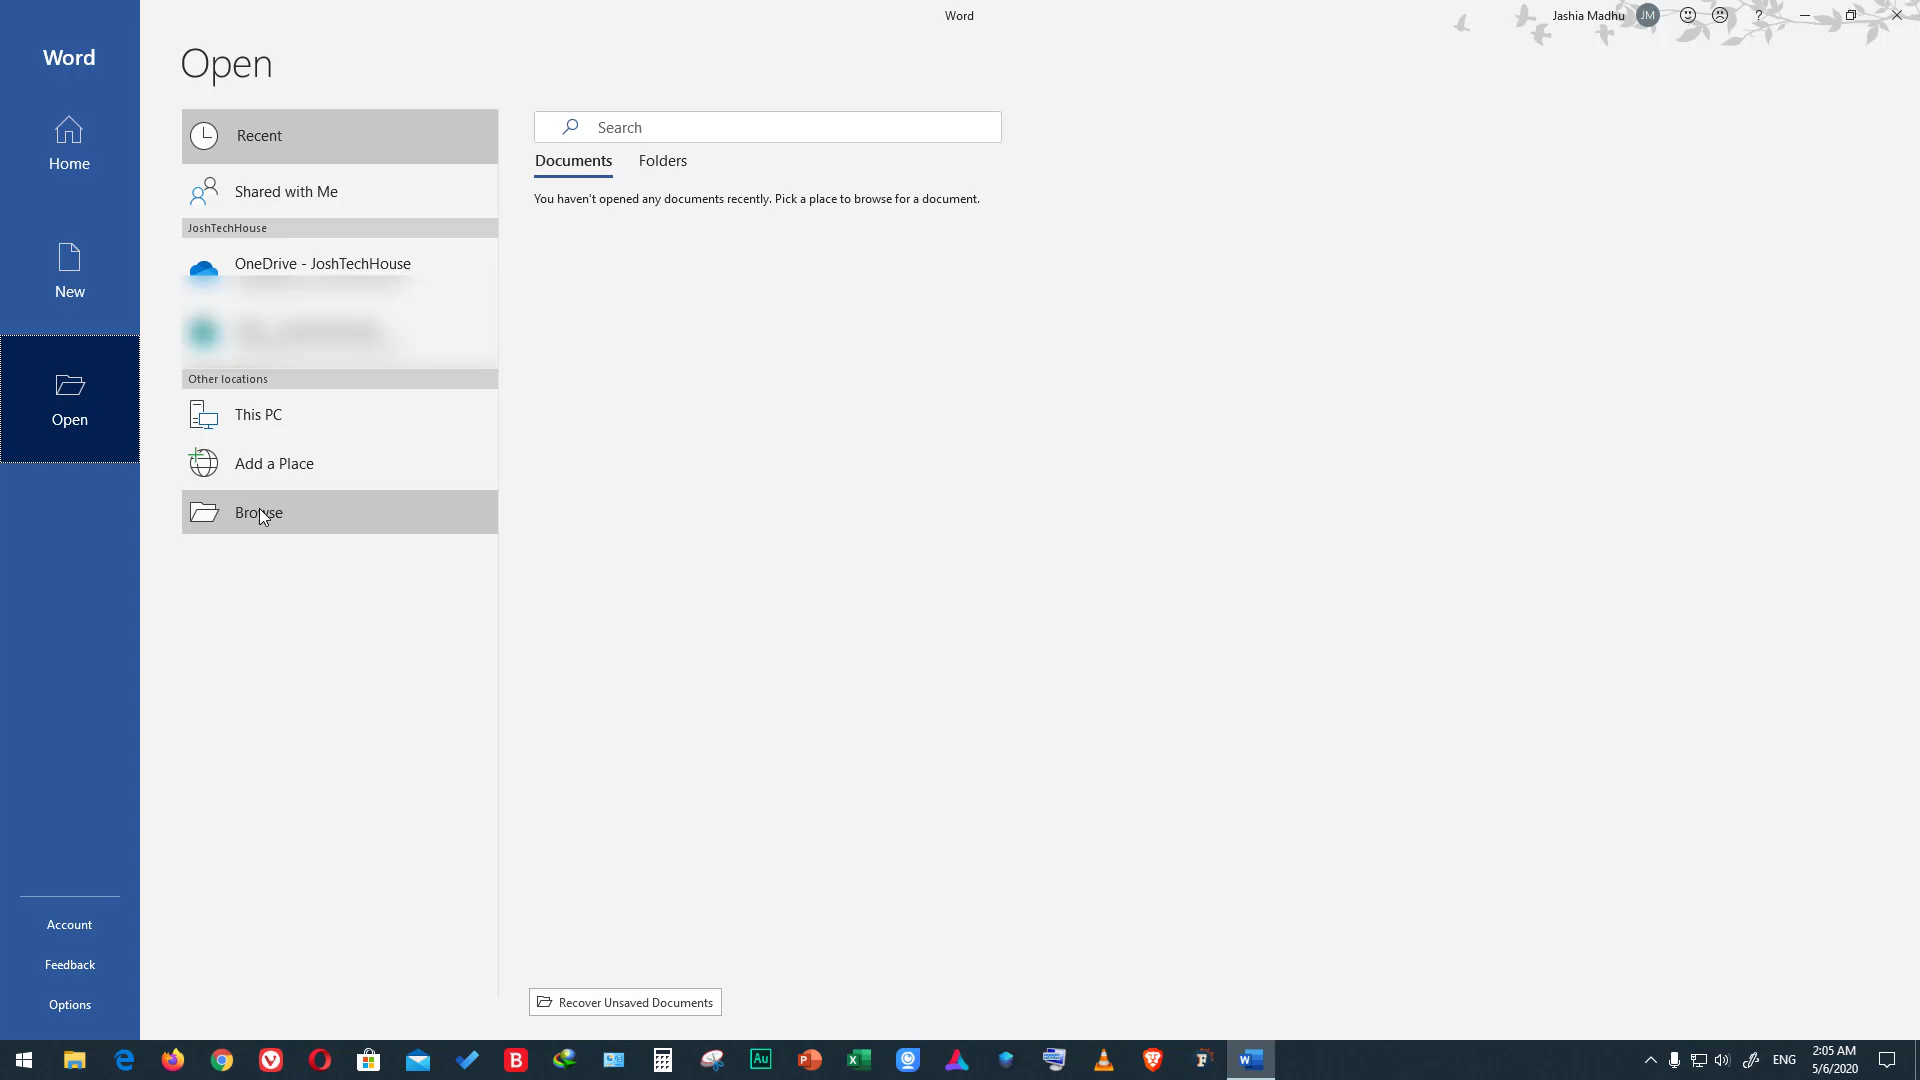 Word
Jashia Madhu
JM
?
Word
Home
New
Open
Account
Feedback
Options
Open
Recent
Shared with Me
JoshTechHouse
OneDrive - JoshTechHouse
Other locations
This PC
Add a Place
Browse
Search
Documents
Folders
You haven't opened any documents recently. Pick a place to browse for a document.
Recover Unsaved Documents
B
Au
P
X
F
W
ENG
2:05 AM
5/6/2020